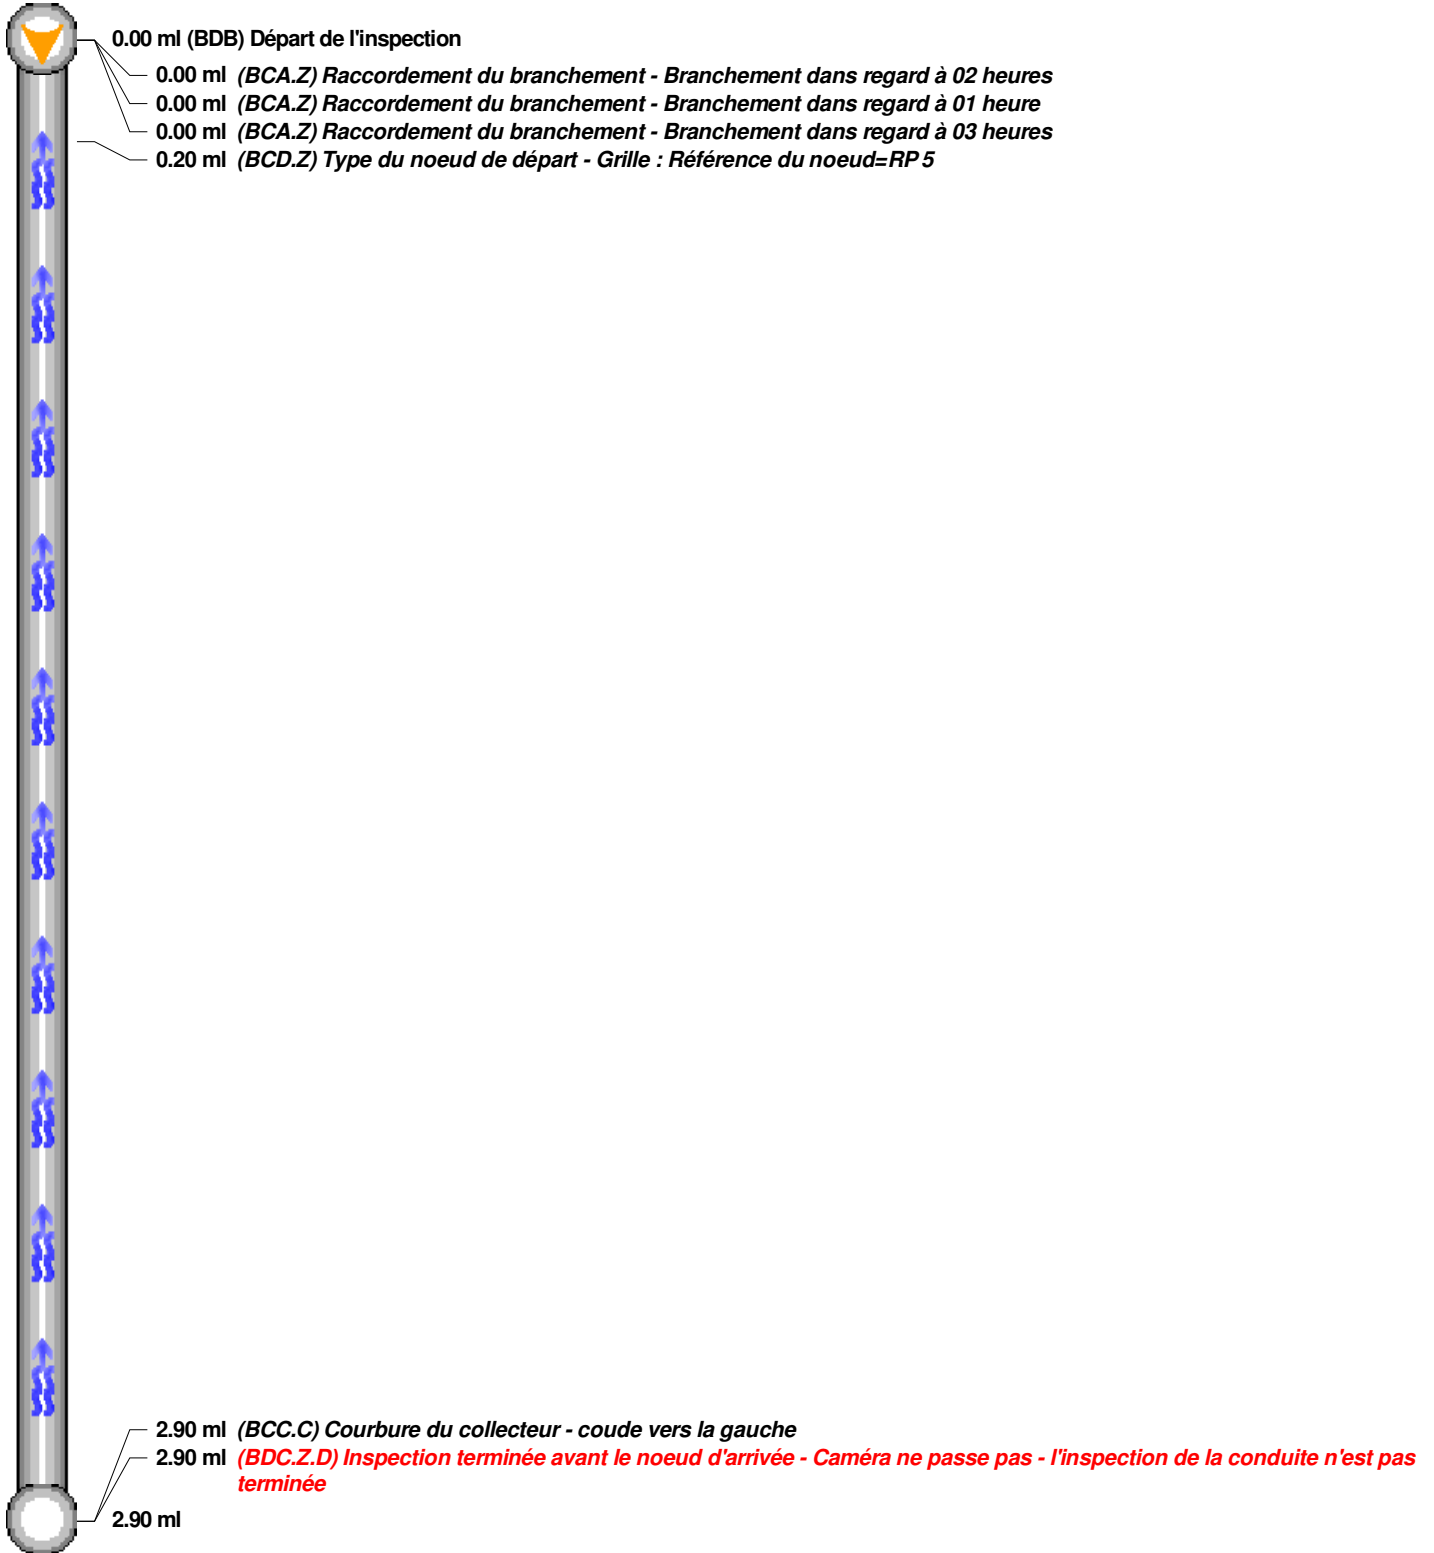 0.00 ml (BDB) Départ de l'inspection
0.00 ml (BCA.Z) Raccordement du branchement - Branchement dans regard à 02 heures
0.00 ml (BCA.Z) Raccordement du branchement - Branchement dans regard à 01 heure
0.00 ml (BCA.Z) Raccordement du branchement - Branchement dans regard à 03 heures
0.20 ml (BCD.Z) Type du noeud de départ - Grille : Référence du noeud=RP 5
2.90 ml (BCC.C) Courbure du collecteur - coude vers la gauche
2.90 ml (BDC.Z.D) Inspection terminée avant le noeud d'arrivée - Caméra ne passe pas - l'inspection de la conduite n'est pas
terminée
2.90 ml